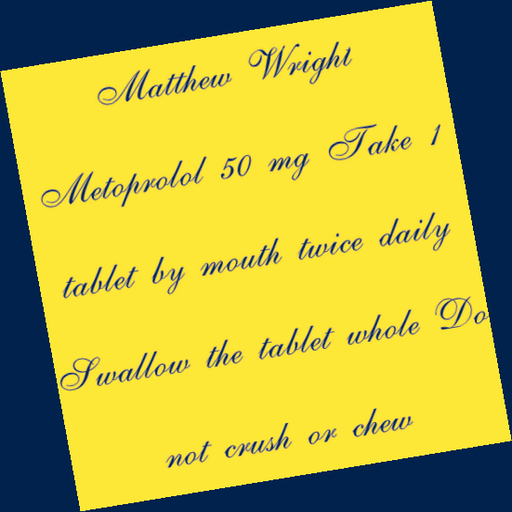 Matthew Wright
Metoprolol 50 mg Take 1
tablet by mouth twice daily
Swallow the tablet whole Do
not crush or chew